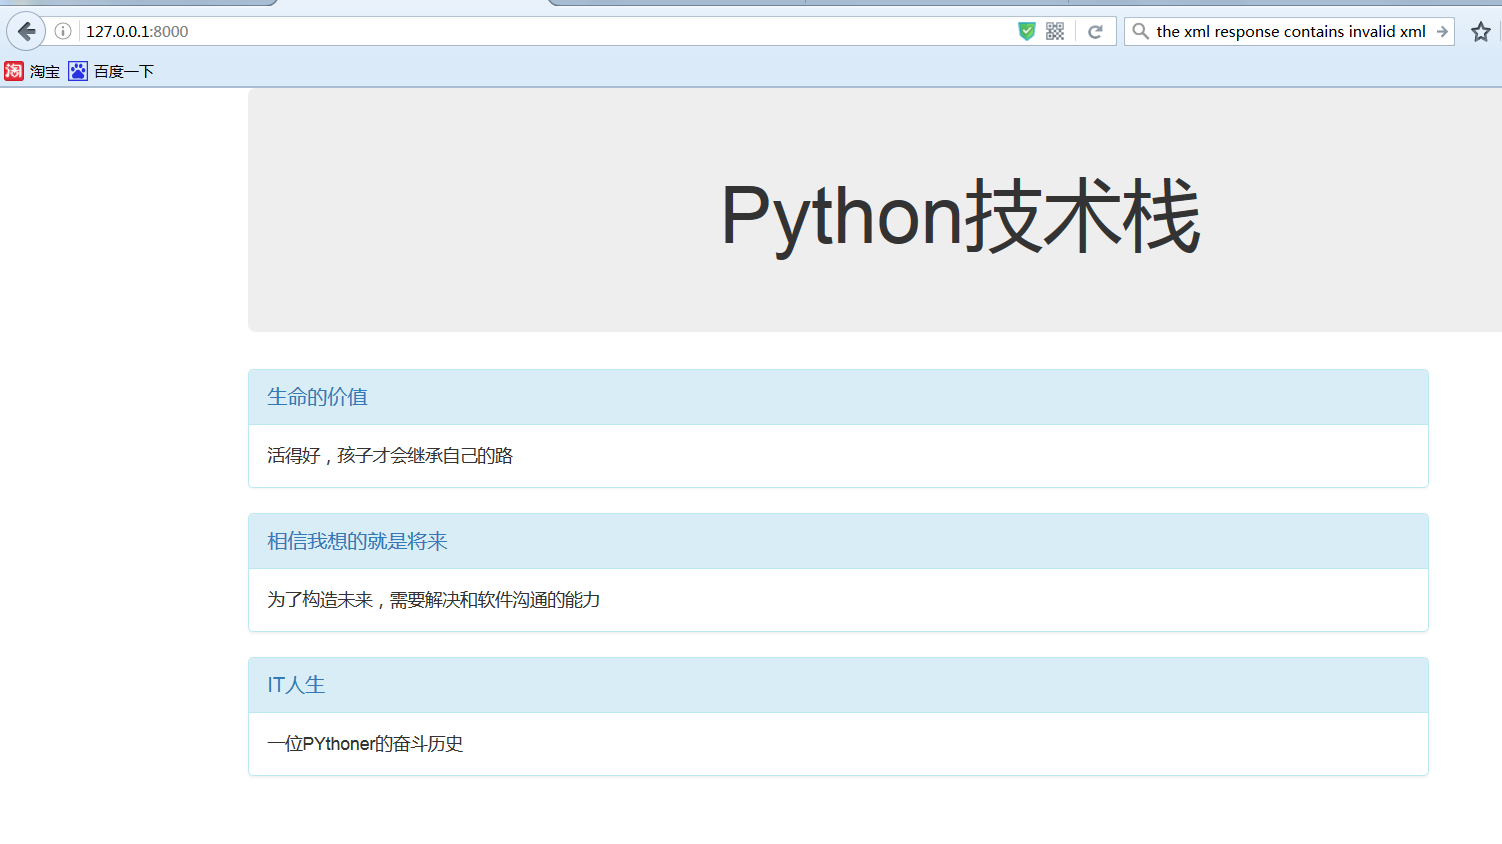 127.0.0.1:8000
the xml response contains invalid xml
淘 淘宝 百度一下
Python技术栈
生命的价值
活得好，孩子才会继承自己的路
相信我想的就是将来
为了构造未来，需要解决和软件沟通的能力
IT人生
一位PYthoner的奋斗历史